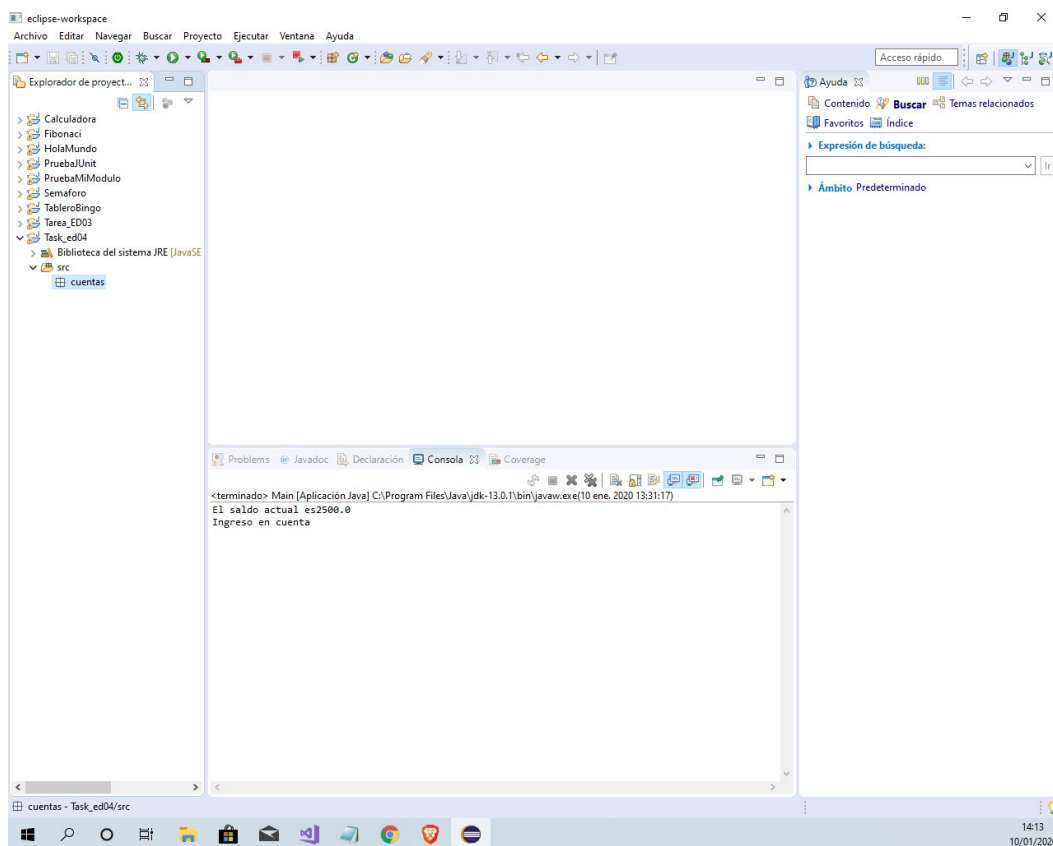 eclipse-workspace
Archivo Editar Navegar Buscar Proyecto Ejecutar Ventana Ayuda
Acceso rápido
Explorador de proyect...
Calculadora
Fibonaci
HolaMundo
PruebaJUnit
PruebaMiModulo
Semaforo
TableroBingo
Tarea_ED03
Task_ed04
Biblioteca del sistema JRE [JavaSE
src
cuentas
Ayuda
Contenido Buscar Temas relacionados
Favoritos Índice
Expresión de búsqueda:
Ir
Ámbito Predeterminado
Problems @ Javadoc Declaración Consola Coverage
<terminado> Main [Aplicación Java] C:\Program Files\Java\jdk-13.0.1\bin\javaw.exe(10 ene. 2020 13:31:17)
El saldo actual es2500.0
Ingreso en cuenta
cuentas - Task_ed04/src
14:13
10/01/202